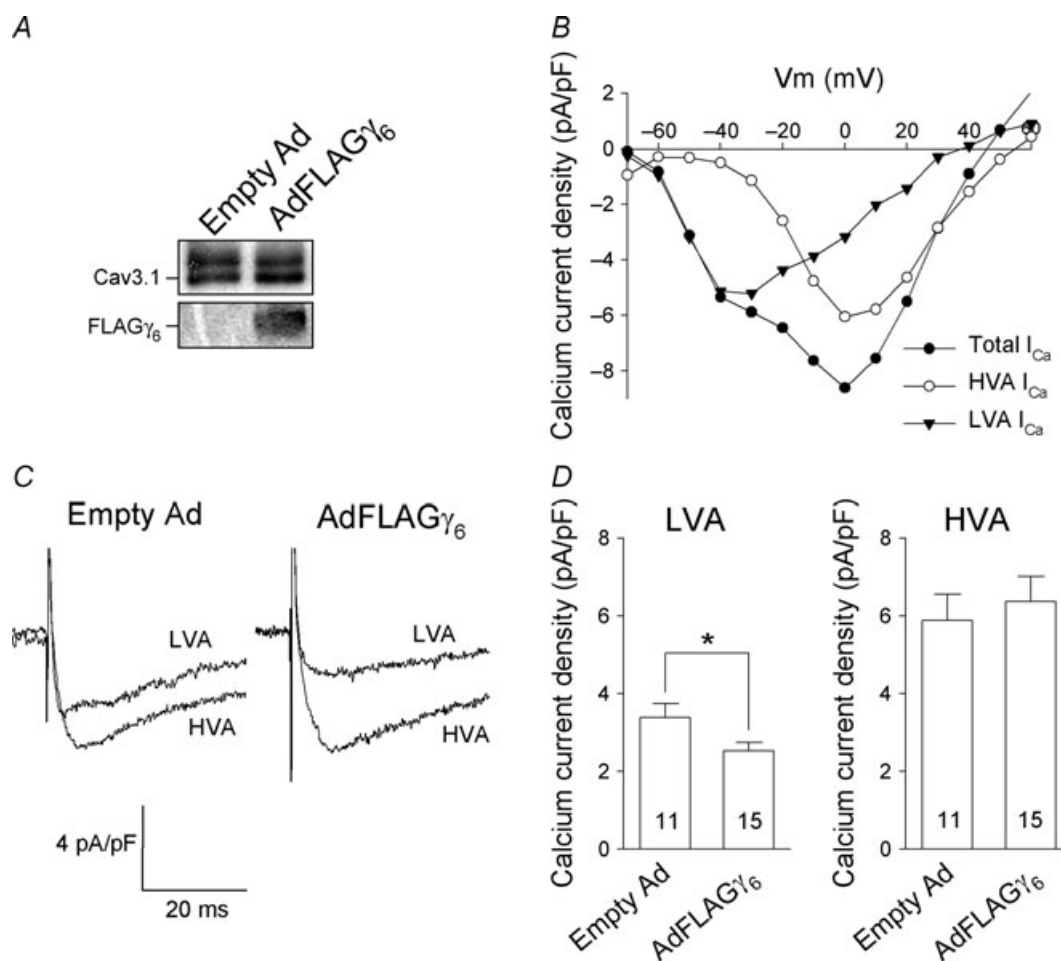 A
Empty Ad
AdFLAGγ6
Cav3.1
FLAGγ6
B
Vm (mV)
Calcium current density (pA/pF)
2
0
−2
−4
−6
−8
−60
−40
−20
0
20
40
Total ICa
HVA ICa
LVA ICa
C
Empty Ad
AdFLAGγ6
LVA
HVA
LVA
HVA
4 pA/pF
20 ms
D
LVA
Calcium current density (pA/pF)
8
6
4
2
0
*
11
15
Empty Ad
AdFLAGγ6
HVA
Calcium current density (pA/pF)
8
6
4
2
0
11
15
Empty Ad
AdFLAGγ6